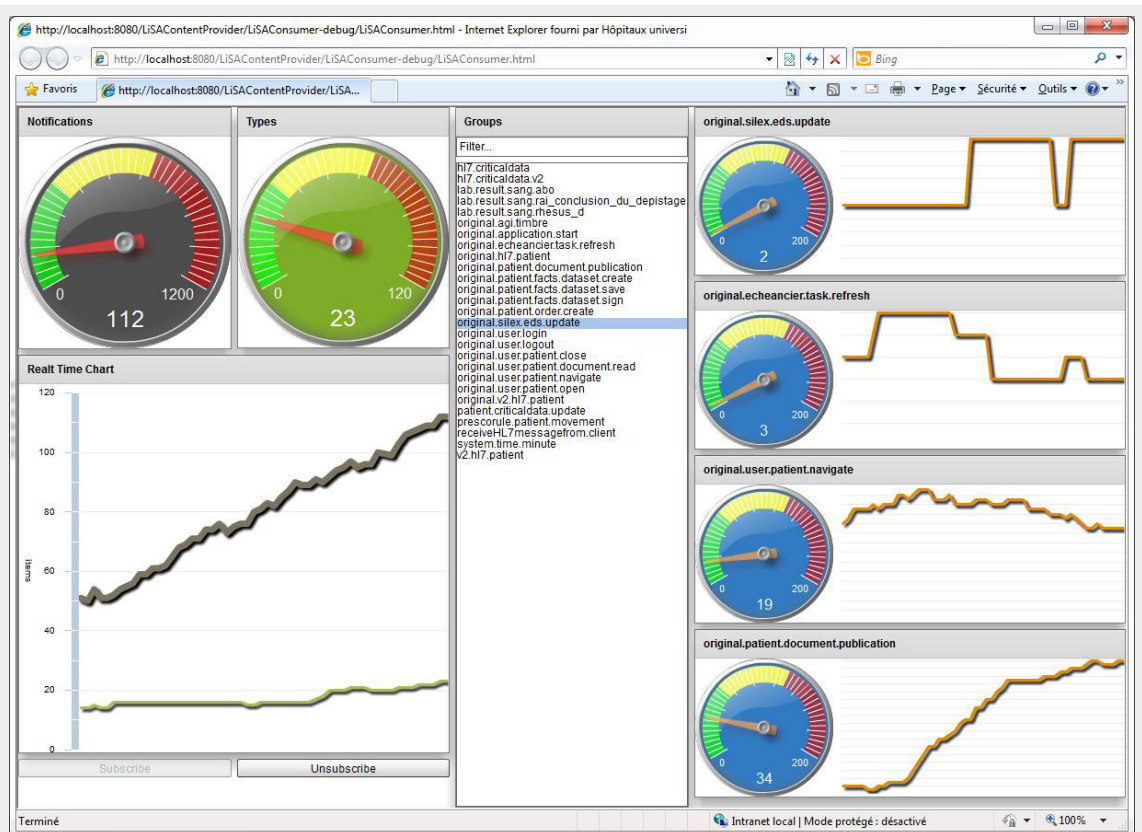 http://localhost:8080/LiSAContentProvider/LiSAConsumer-debug/LiSAConsumer.html - Internet Explorer fourni par Hôpitaux universi
http://localhost:8080/LiSAContentProvider/LiSAConsumer-debug/LiSAConsumer.html
Bing
Favoris
http://localhost:8080/LiSAContentProvider/LiSA...
Page
Sécurité
Outils
Notifications
0
1200
112
Types
0
120
23
Realt Time Chart
120
100
80
60
40
20
0
items
Subscribe
Unsubscribe
Groups
Filter...
hl7.criticaldata
hl7.criticaldata.v2
lab.result.sang.abo
lab.result.sang.rai_conclusion_du_depistage
lab.result.sang.rhesus_d
original.agi.timbre
original.application.start
original.echeancier.task.refresh
original.hl7.patient
original.patient.document.publication
original.patient.facts.dataset.create
original.patient.facts.dataset.save
original.patient.facts.dataset.sign
original.patient.order.create
original.silex.eds.update
original.user.login
original.user.logout
original.user.patient.close
original.user.patient.document.read
original.user.patient.navigate
original.user.patient.open
original.v2.hl7.patient
patient.criticaldata.update
prescorule.patient.movement
receiveHL7messagefrom.client
system.time.minute
v2.hl7.patient
original.silex.eds.update
0
200
2
original.echeancier.task.refresh
0
200
3
original.user.patient.navigate
0
200
19
original.patient.document.publication
0
200
34
Terminé
Intranet local | Mode protégé : désactivé
100%